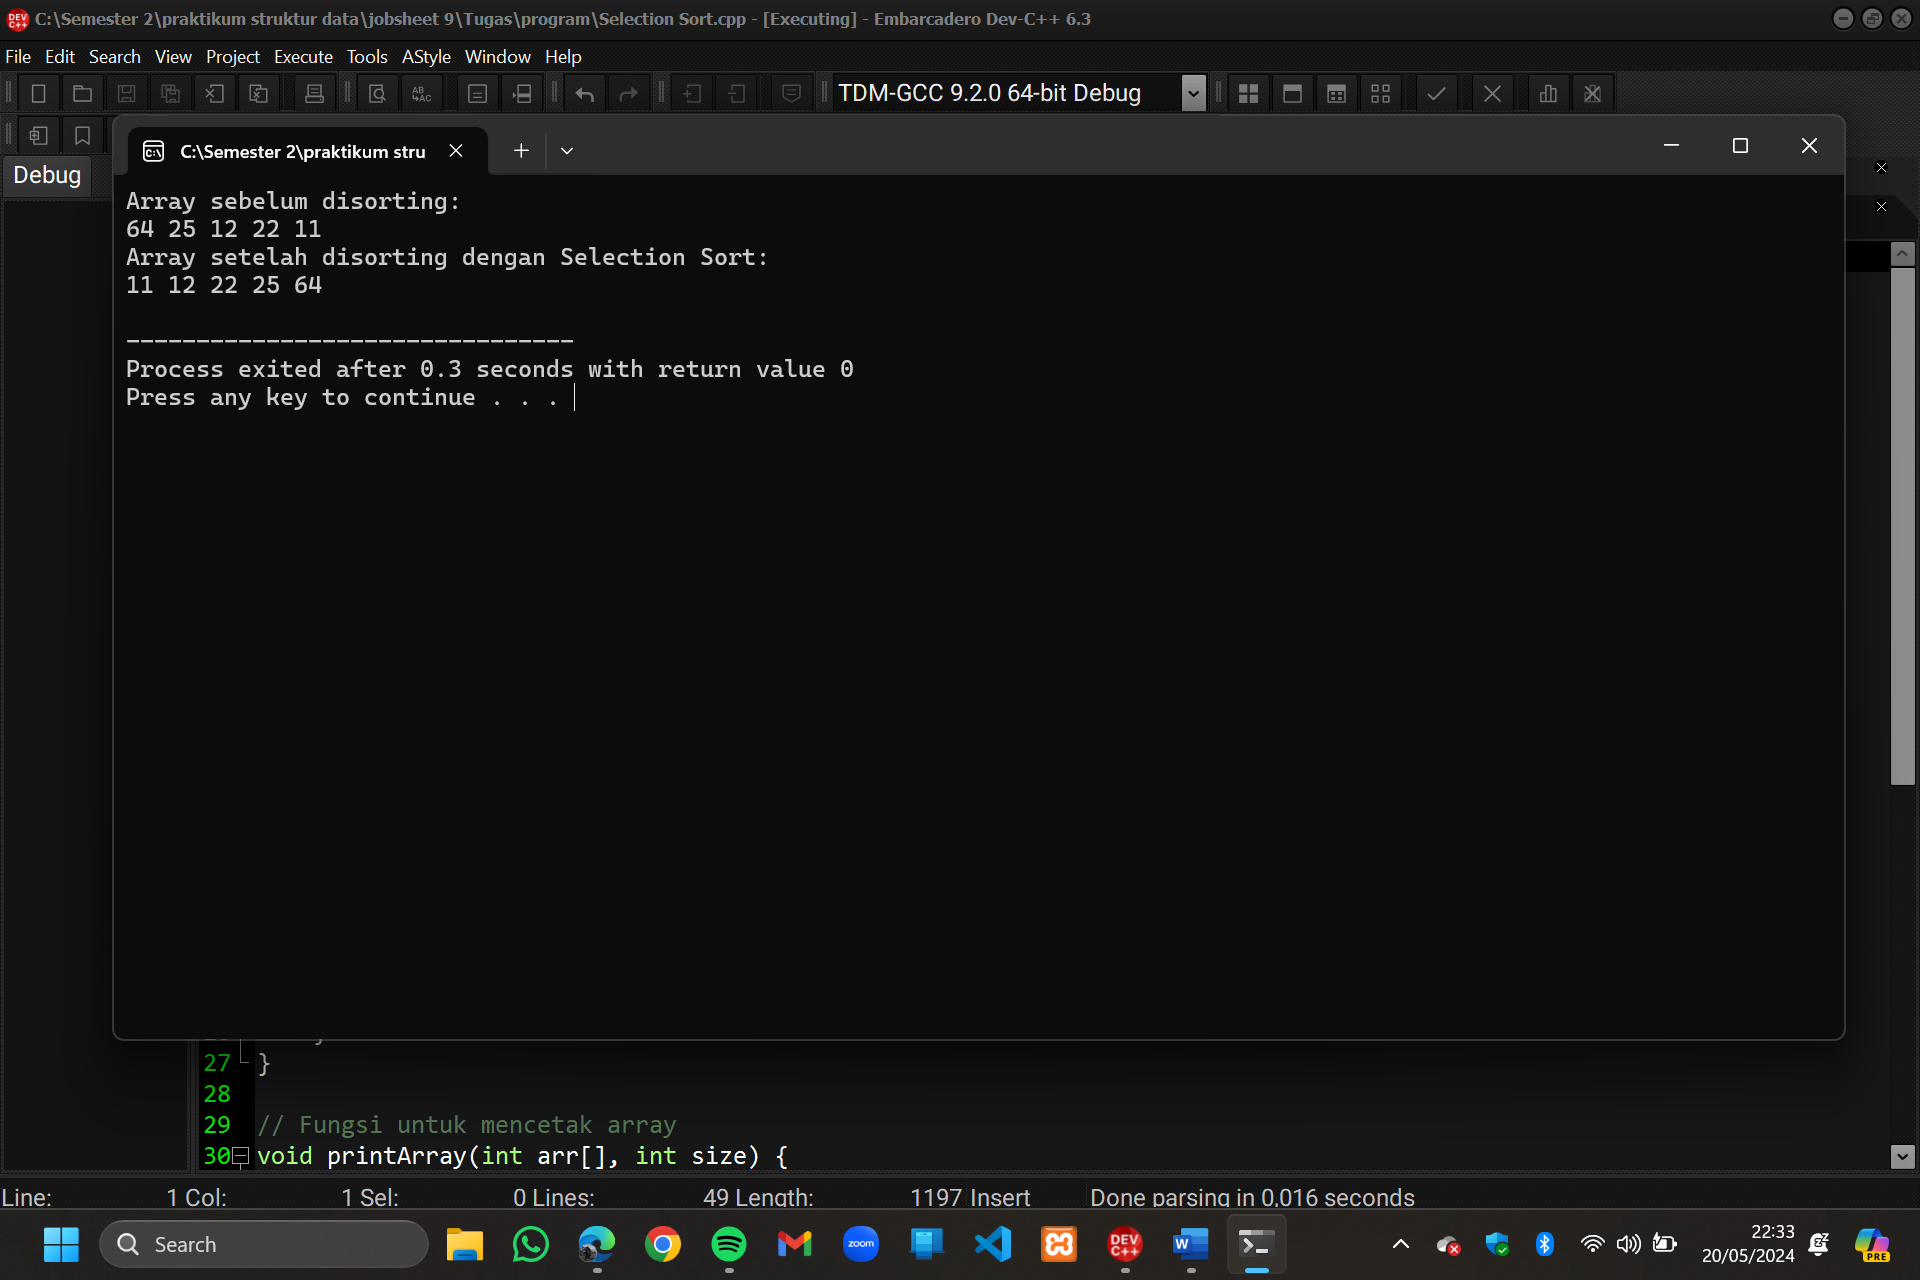 C:\Semester 2\praktikum struktur data\jobsheet 9\Tugas\program\Selection Sort.cpp - [Executing] - Embarcadero Dev-C++ 6.3
File Edit Search View Project Execute Tools AStyle Window Help
TDM-GCC 9.2.0 64-bit Debug
C:\Semester 2\praktikum stru
Debug
Array sebelum disorting:
64 25 12 22 11
Array setelah disorting dengan Selection Sort:
11 12 22 25 64
--------------------------------
Process exited after 0.3 seconds with return value 0
Press any key to continue . . .
27 }
28
29 // Fungsi untuk mencetak array
30 void printArray(int arr[], int size) {
Line: 1 Col: 1 Sel: 0 Lines: 49 Length: 1197 Insert Done parsing in 0,016 seconds
Search
zoom
DEV C++
W
22:33
20/05/2024
PRE